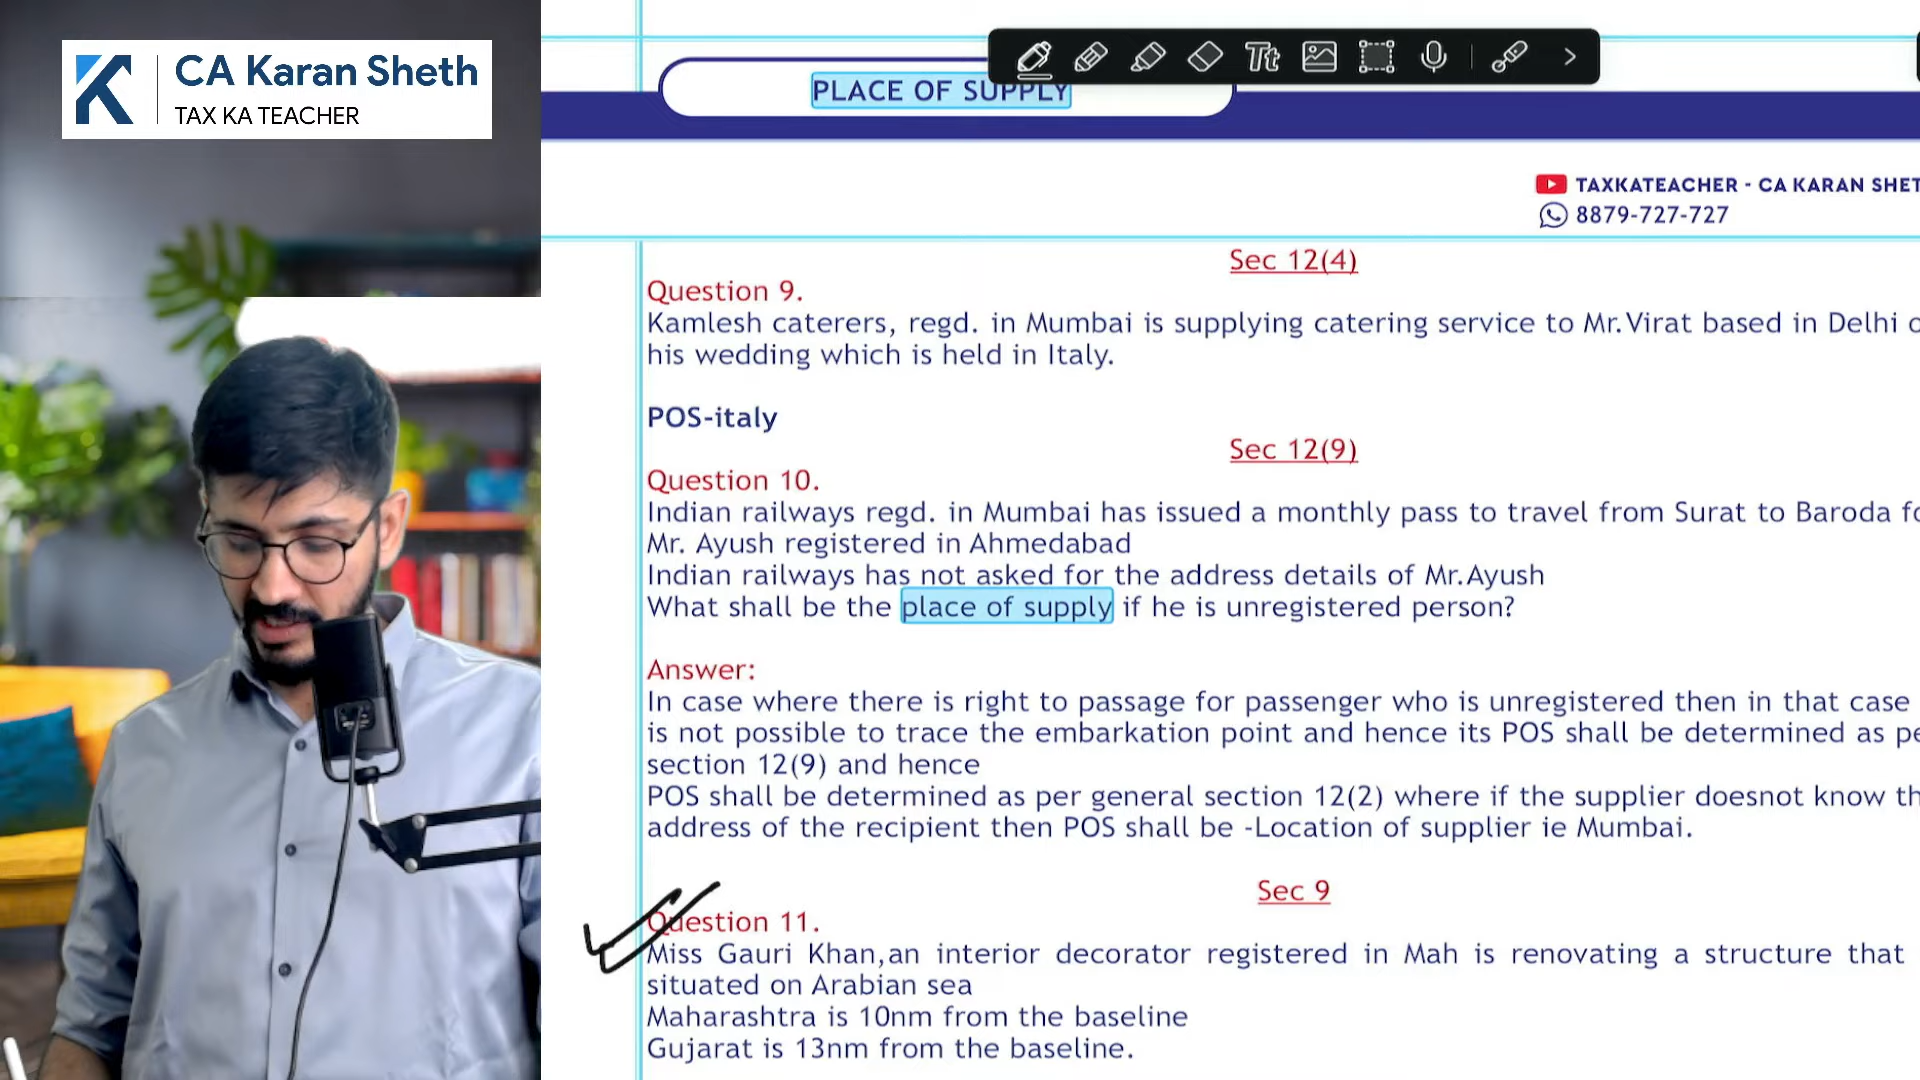 CA Karan Sheth
TAX KA TEACHER
Tt
PLACE OF SUPPLY
TAXKATEACHER - CA KARAN SHET
8879-727-727
Sec 12(4)
Question 9.
Kamlesh caterers, regd. in Mumbai is supplying catering service to Mr.Virat based in Delhi
his wedding which is held in Italy.
POS-italy
Sec 12(9)
Question 10.
Indian railways regd. in Mumbai has issued a monthly pass to travel from Surat to Baroda
Mr. Ayush registered in Ahmedabad
Indian railways has not asked for the address details of Mr.Ayush
What shall be the place of supply if he is unregistered person?
Answer:
In case where there is right to passage for passenger who is unregistered then in that case
is not possible to trace the embarkation point and hence its POS shall be determined as
section 12(9) and hence
POS shall be determined as per general section 12(2) where if the supplier doesnot know
address of the recipient then POS shall be -Location of supplier ie Mumbai.
Sec 9
Question 11.
Miss Gauri Khan,an interior decorator registered in Mah is renovating a structure that
situated on Arabian sea
Maharashtra is 10nm from the baseline
Gujarat is 13nm from the baseline.